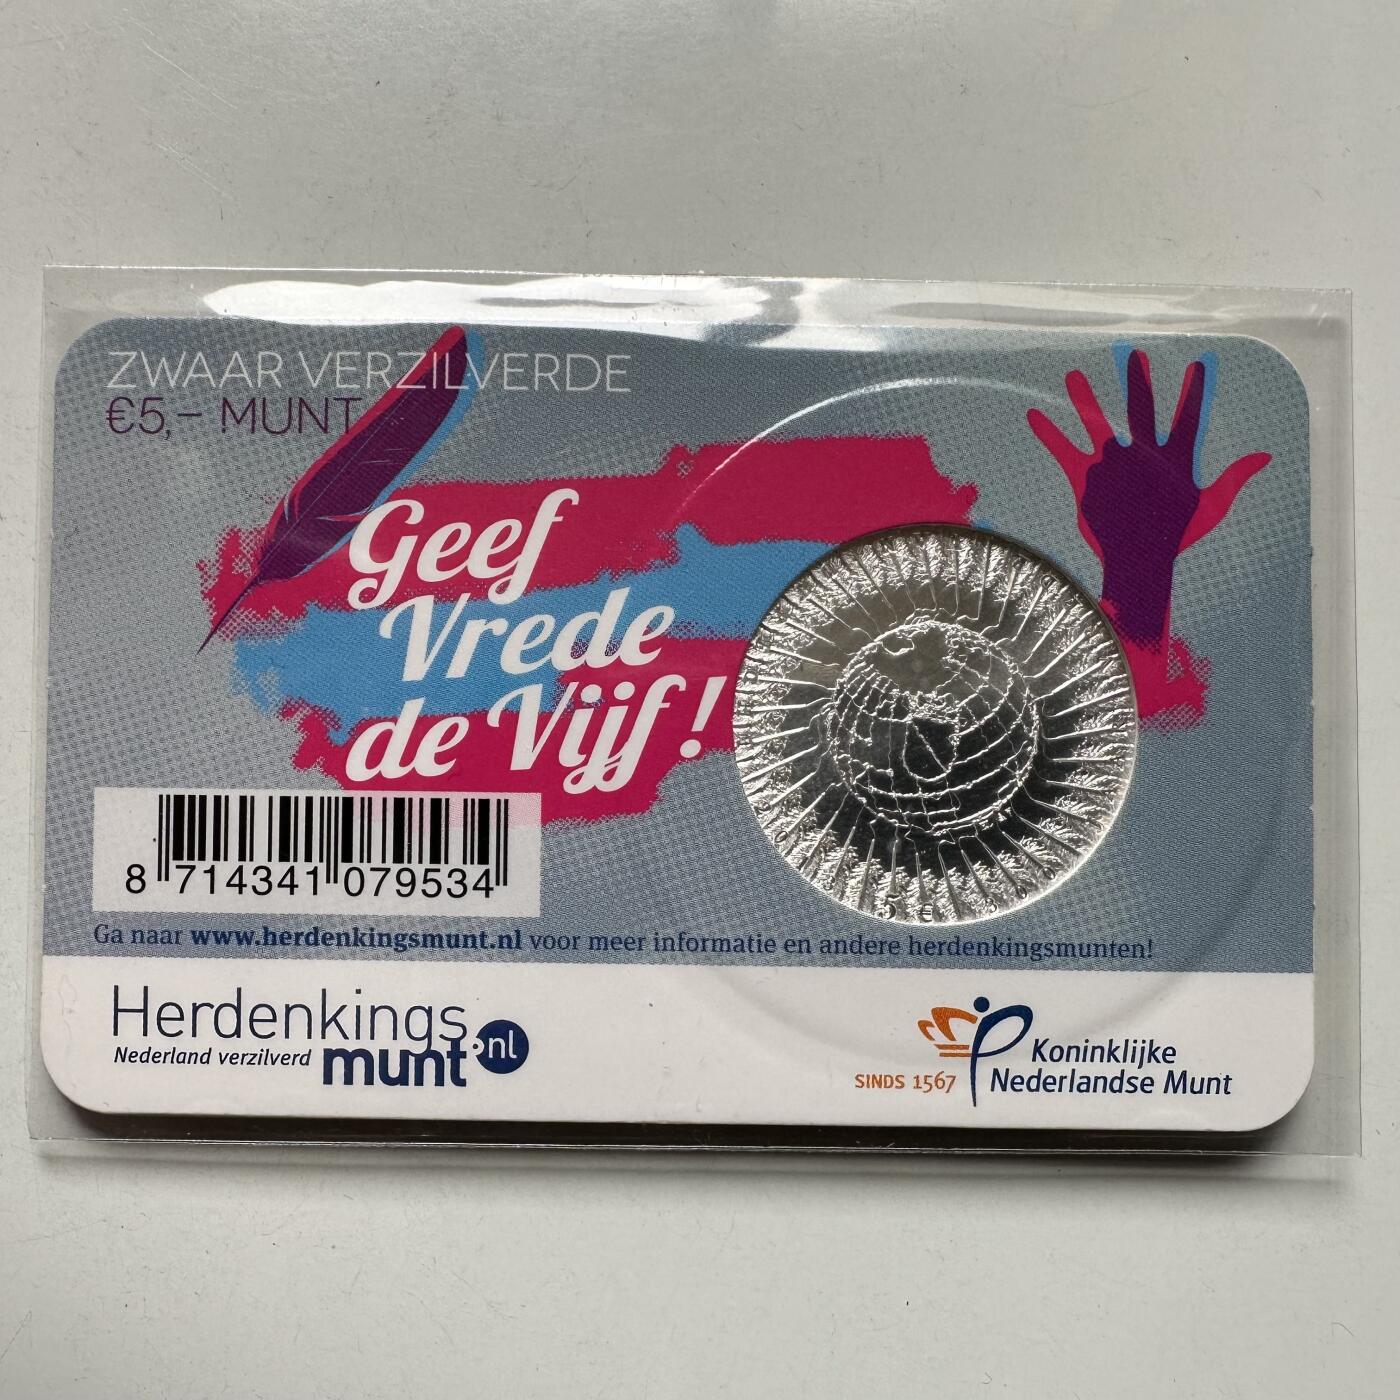 ZWAAR VERZILVERDE
€5,- MUNT
Geef
Vrede
de Vijf!
8 714341 079534
Ga naar www.herdenkingsmunt.nl voor meer informatie en andere herdenkingsmunten!
Herdenkings
Nederland verzilverd munt.nl
SINDS 1567
Koninklijke
Nederlandse Munt
5 €